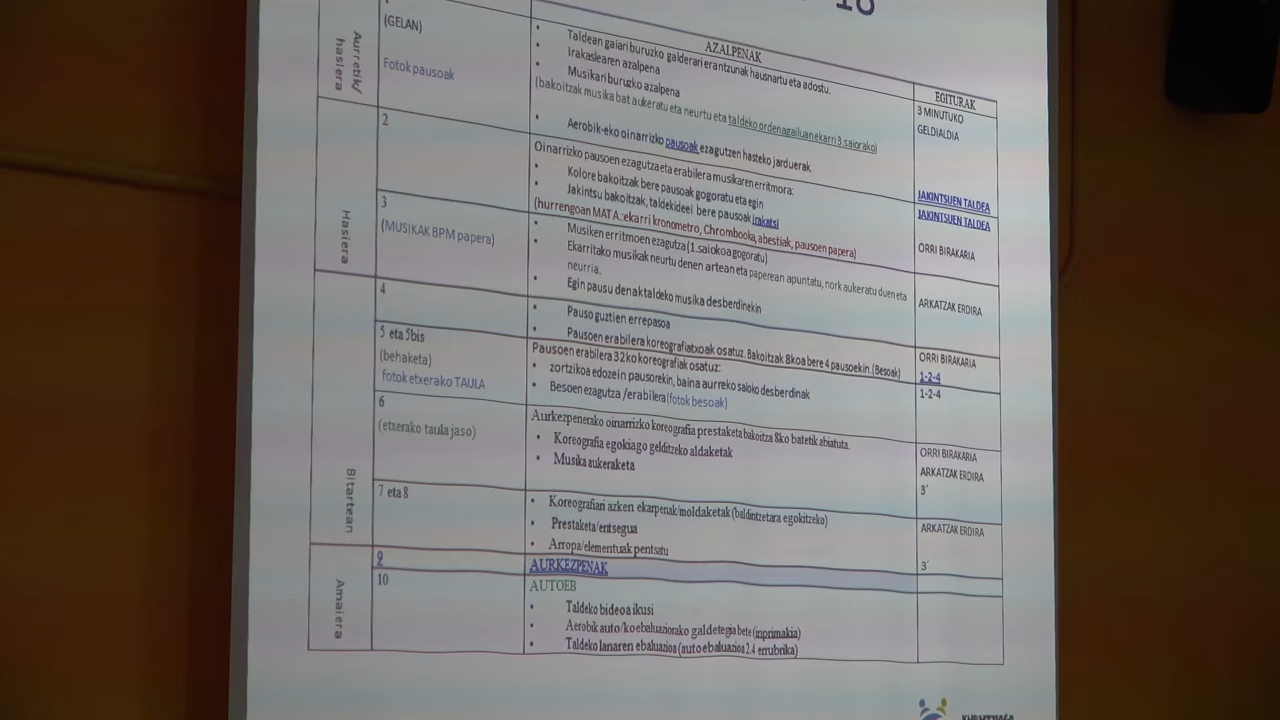 10
AZALPENAK
EGITURAK
Aurretik/
hasiera
(GELAN)
Fotok pausoak
• Taldean gaiari buruzko galderari erantzunak hausnartu eta adostu.
• Irakaslearen azalpena
• Musikari buruzko azalpena
(bakoitzak musika bat aukeratu eta neurtu eta taldeko ordenagailuan ekarri 3. saiorako)
• Aerobik-eko oinarrizko pausoak ezagutzen hasteko jarduerak.
3 MINUTUKO
GELDIALDIA
JAKINTSUEN TALDEA
Hasiera
2
Oinarrizko pausoen ezagutza eta erabilera musikaren erritmora:
• Kolore bakoitzak bere pausoak gogoratu eta egin
• Jakintsu bakoitzak, taldekideei bere pausoak irakatsi
(hurrengoan MATA.:ekarri kronometro, Chrombooka, abestiak, pausoen papera)
JAKINTSUEN TALDEA
ORRI BIRAKARIA
3
(MUSIKAK BPM papera)
• Musiken erritmoen ezagutza (1.saiokoa gogoratu)
• Ekarritako musikak neurtu denen artean eta paperean apuntatu, nork aukeratu duen eta
neurria.
• Egin pausu denak taldeko musika desberdinekin
ARKATZAK ERDIRA
Bitartean
4
• Pauso guztien errepasoa
• Pausoen erabilera koreografiatxoak osatuz. Bakoitzak 8koa bere 4 pausoekin.(Besoak)
ORRI BIRAKARIA
1-2-4
5 eta 5bis
(behaketa)
fotok etxerako TAULA
Pausoen erabilera 32ko koreografiak osatuz:
• zortzikoa edozein pausorekin, baina aurreko saioko desberdinak
• Besoen ezagutza /erabilera (fotok besoak)
1-2-4
6
(etxerako taula jaso)
Aurkezpenerako oinarrizko koreografia prestaketa bakoitza 8ko batetik abiatuta.
• Koreografia egokiago gelditzeko aldaketak
• Musika aukeraketa
ORRI BIRAKARIA
ARKATZAK ERDIRA
3´
7 eta 8
• Koreografiari azken ekarpenak/moldaketak (baldintzetara egokitzeko)
• Prestaketa/entsegua
• Arropa/elementuak pentsatu
ARKATZAK ERDIRA
3´
Amaiera
9
AURKEZPENAK
10
AUTOEB
• Taldeko bideoa ikusi
• Aerobik auto/koebaluaziorako galdetegia bete (inprimakia)
• Taldeko lanaren ebaluazioa (autoebaluazioa 2.4 errubrika)